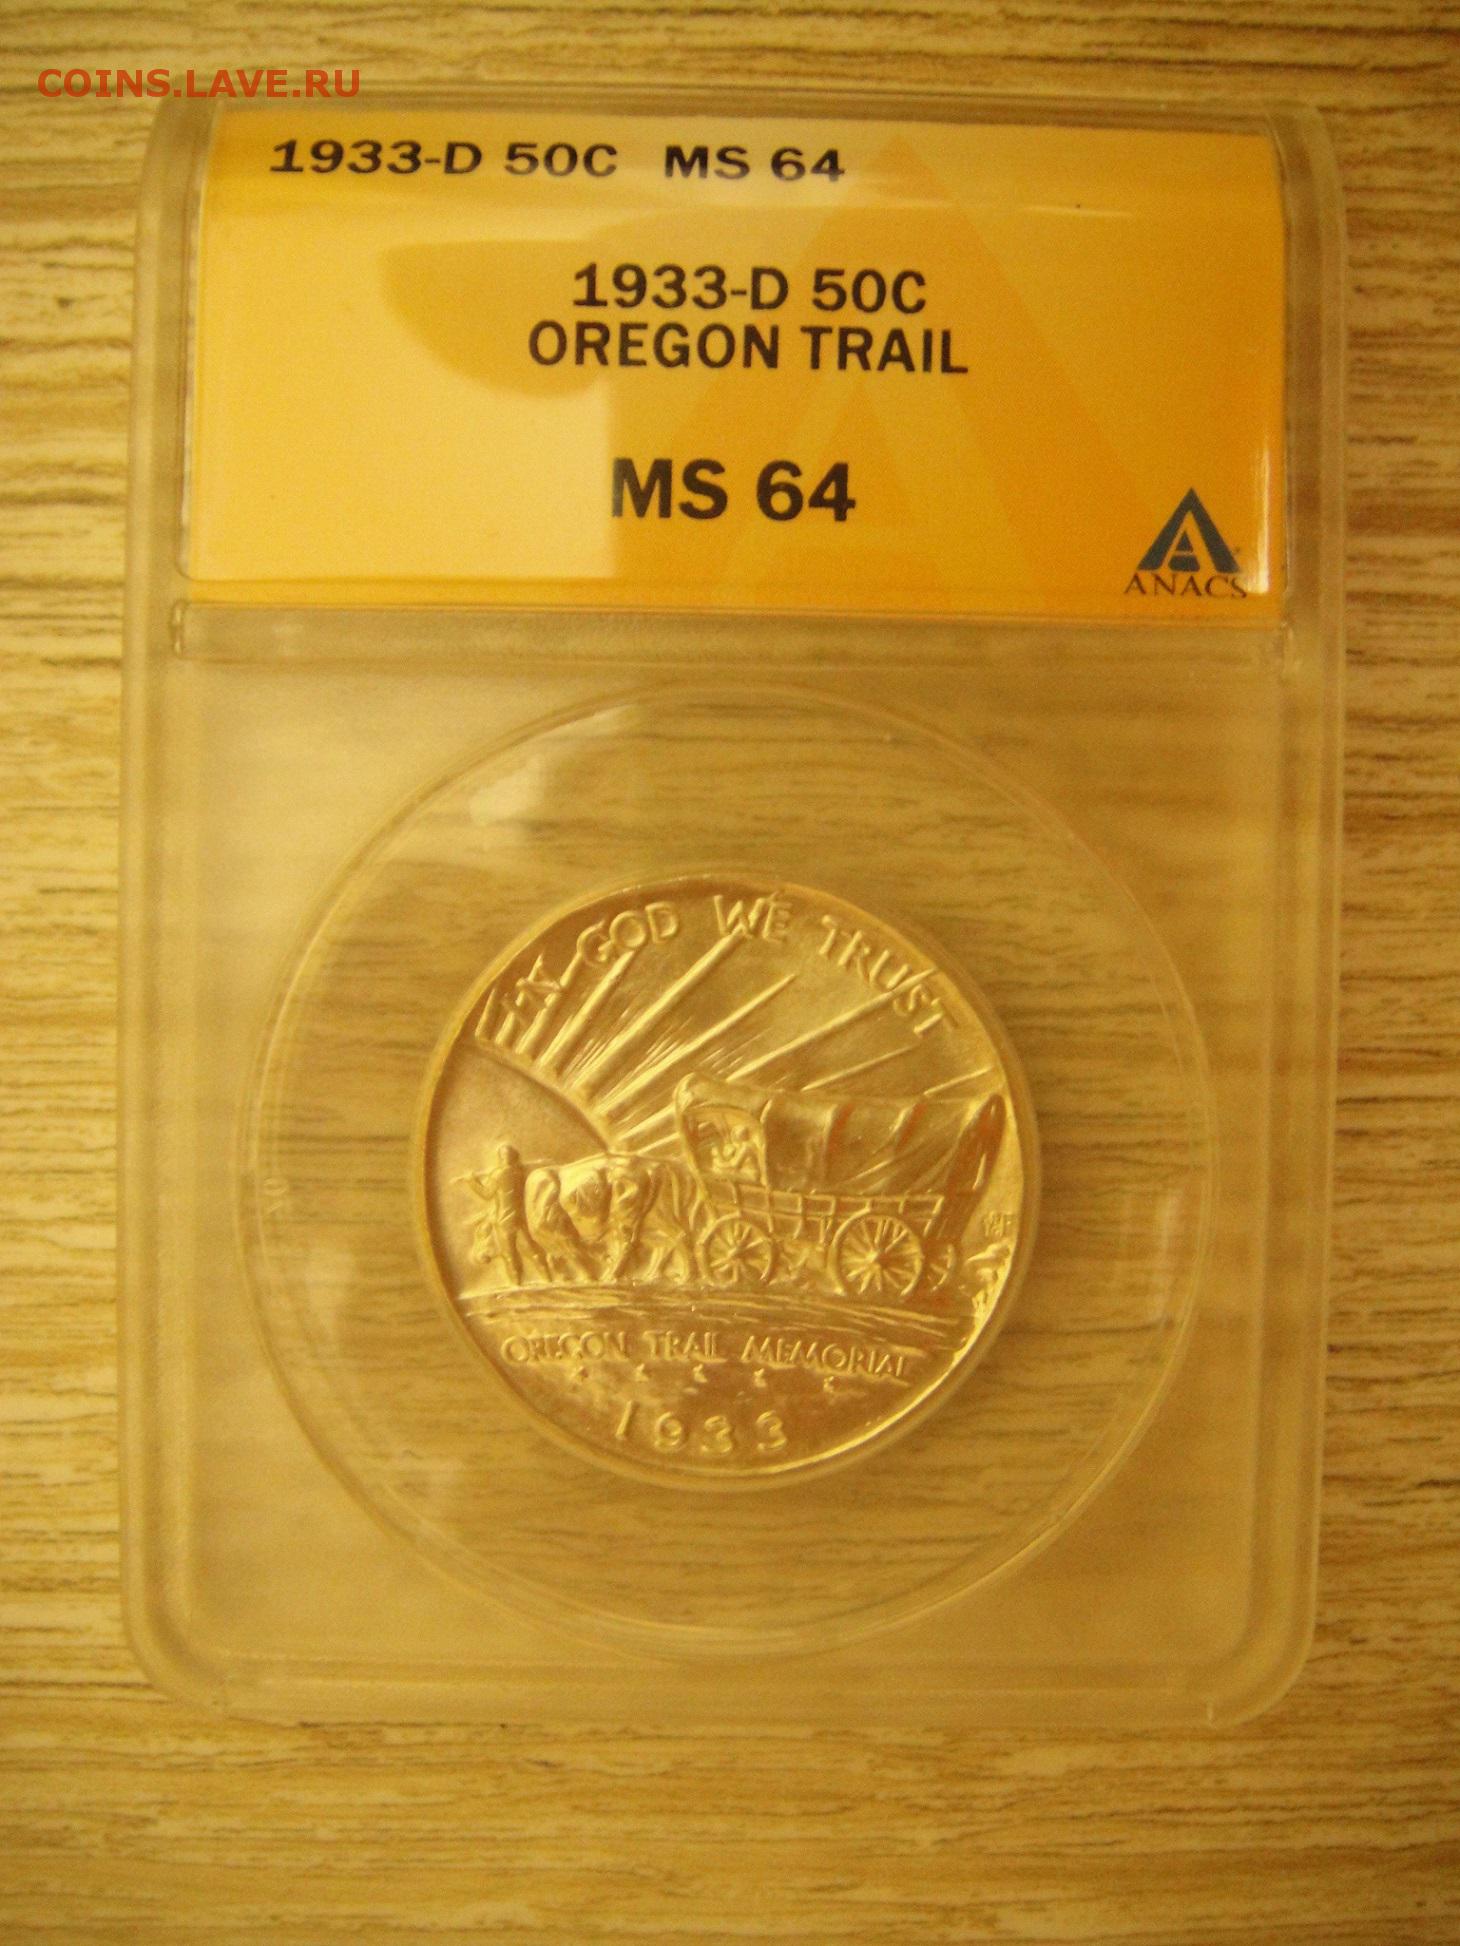 COINS.LAVE.RU
1933-D 50C MS 64
1933-D 50C
OREGON TRAIL
MS 64
ANACS
IN GOD WE TRUST
OREGON TRAIL MEMORIAL
1933